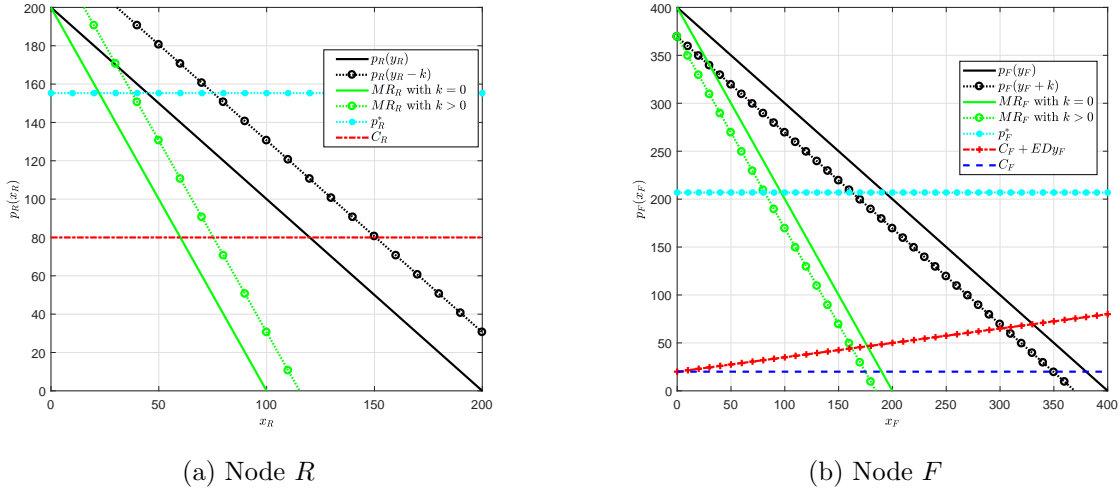 200
180
160
140
120
100
80
60
40
20
0
p_R(x_R)
0 50 100 150 200
x_R
p_R(y_R)
p_R(y_R − k)
MR_R with k = 0
MR_R with k > 0
p*_R
C_R
(a) Node R
400
350
300
250
200
150
100
50
0
p_F(x_F)
0 50 100 150 200 250 300 350 400
x_F
p_F(y_F)
p_F(y_F + k)
MR_F with k = 0
MR_F with k > 0
p*_F
C_F + EDy_F
C_F
(b) Node F